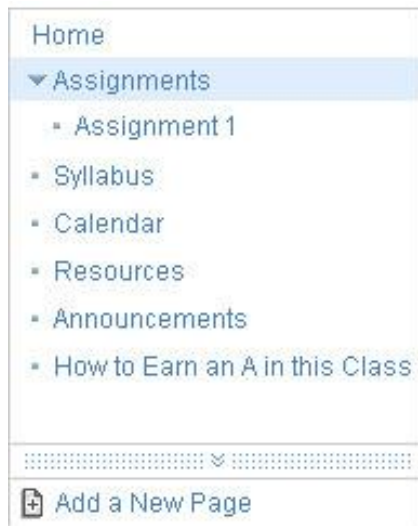 Home
Assignments
Assignment 1
Syllabus
Calendar
Resources
Announcements
How to Earn an A in this Class
Add a New Page